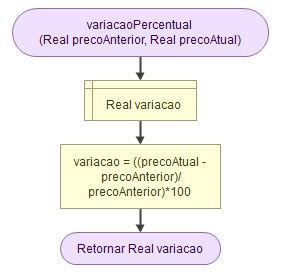 variacaoPercentual
(Real precoAnterior, Real precoAtual)
Real variacao
variacao = ((precoAtual -
precoAnterior)/
precoAnterior)*100
Retornar Real variacao